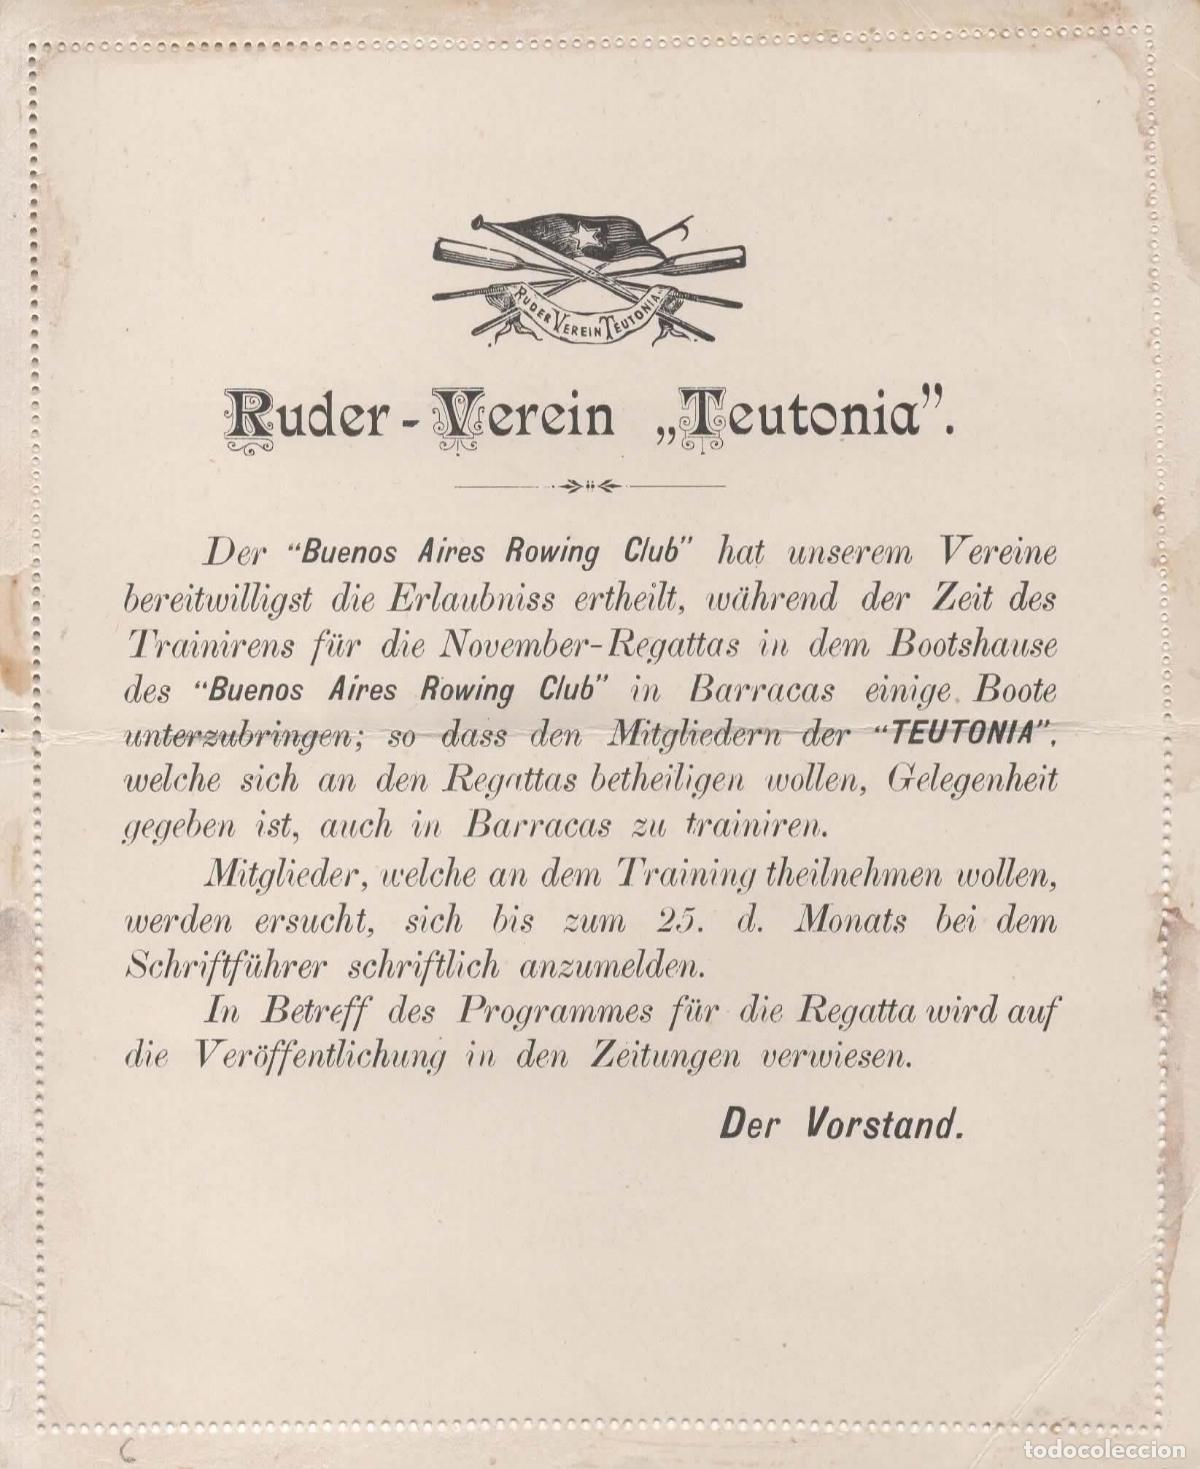 RUDER VEREIN TEUTONIA
Ruder-Verein „Teutonia”.
Der “Buenos Aires Rowing Club” hat unserem Vereine
bereitwilligst die Erlaubniss ertheilt, während der Zeit des
Trainirens für die November-Regattas in dem Bootshause
des “Buenos Aires Rowing Club” in Barracas einige Boote
unterzubringen; so dass den Mitgliedern der “TEUTONIA”,
welche sich an den Regattas betheiligen wollen, Gelegenheit
gegeben ist, auch in Barracas zu trainiren.
Mitglieder, welche an dem Training theilnehmen wollen,
werden ersucht, sich bis zum 25. d. Monats bei dem
Schriftführer schriftlich anzumelden.
In Betreff des Programmes für die Regatta wird auf
die Veröffentlichung in den Zeitungen verwiesen.
Der Vorstand.
6
todocoleccion